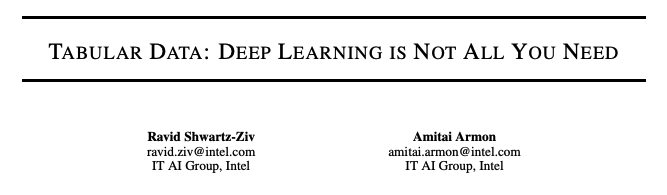 TABULAR DATA: DEEP LEARNING IS NOT ALL YOU NEED
Ravid Shwartz-Ziv
ravid.ziv@intel.com
IT AI Group, Intel
Amitai Armon
amitai.armon@intel.com
IT AI Group, Intel